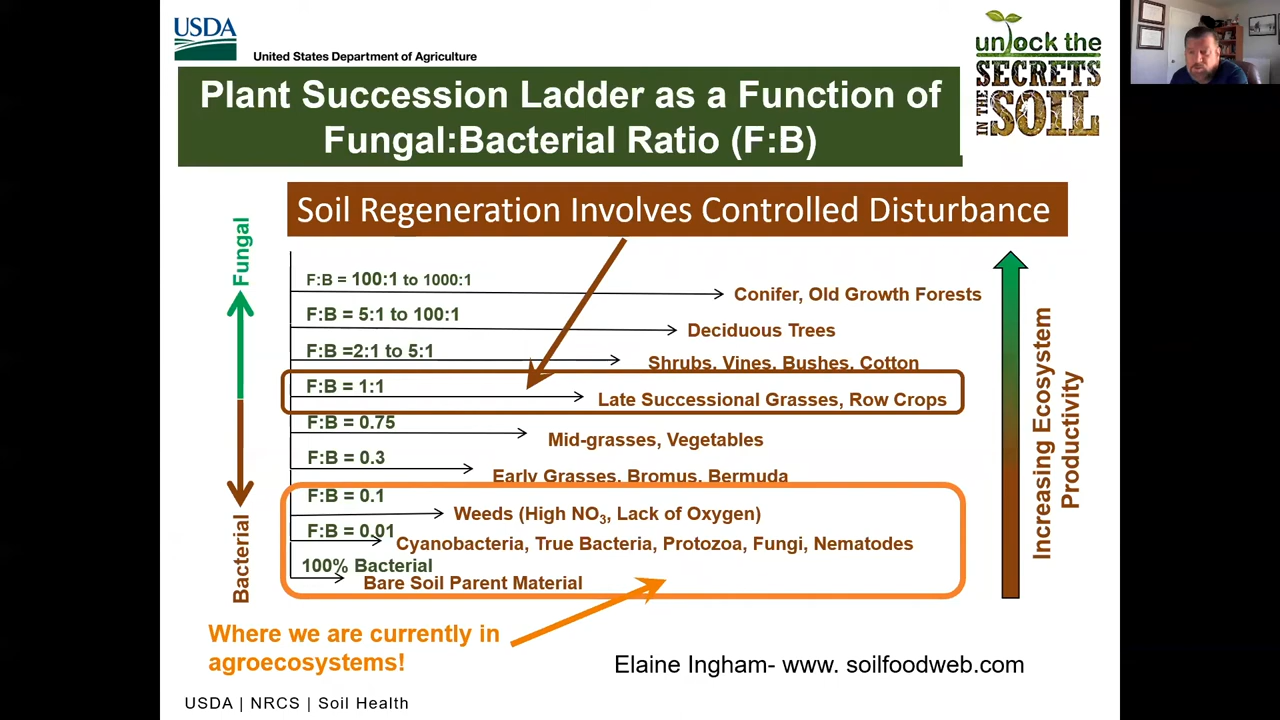 USDA
United States Department of Agriculture
unlock the
SECRETS
IN THE
SOIL
Plant Succession Ladder as a Function of
Fungal:Bacterial Ratio (F:B)
Soil Regeneration Involves Controlled Disturbance
Fungal
Bacterial
F:B = 100:1 to 1000:1
Conifer, Old Growth Forests
F:B = 5:1 to 100:1
Deciduous Trees
F:B =2:1 to 5:1
Shrubs, Vines, Bushes, Cotton
F:B = 1:1
Late Successional Grasses, Row Crops
F:B = 0.75
Mid-grasses, Vegetables
F:B = 0.3
Early Grasses, Bromus, Bermuda
F:B = 0.1
Weeds (High NO₃, Lack of Oxygen)
F:B = 0.01
Cyanobacteria, True Bacteria, Protozoa, Fungi, Nematodes
100% Bacterial
Bare Soil Parent Material
Increasing Ecosystem
Productivity
Where we are currently in
agroecosystems!
Elaine Ingham- www. soilfoodweb.com
USDA | NRCS | Soil Health